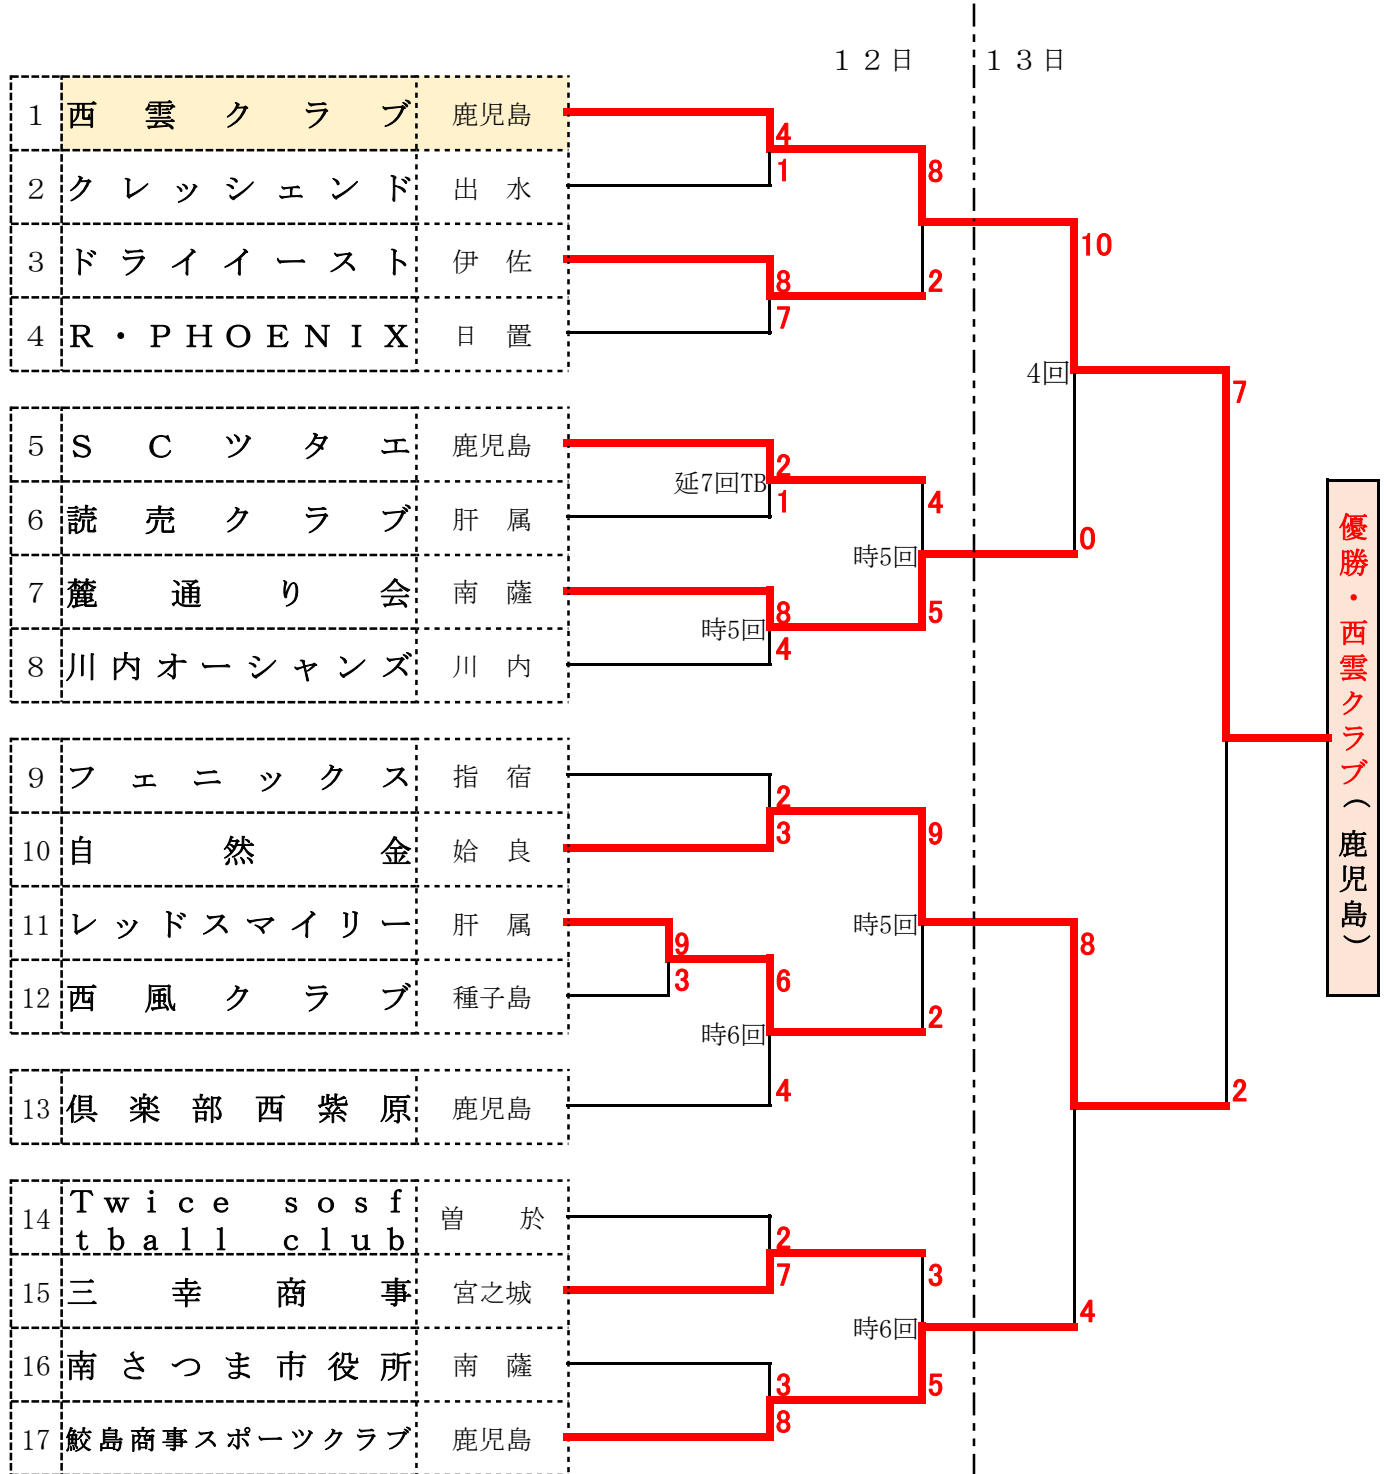 １２日 １３日
1 西雲クラブ 鹿児島
4
1
8
2 クレッシェンド 出水
3 ドライイースト 伊佐
10
8
7
2
4 Ｒ・ＰＨＯＥＮＩＸ 日置
4回
7
5 ＳＣツタエ 鹿児島
2
延7回TB
1
4
6 読売クラブ 肝属
0
時5回
7 麓通り会 南薩
8
時5回
4
5
8 川内オーシャンズ 川内
優勝・西雲クラブ（鹿児島）
9 フェニックス 指宿
2
3
9
10 自然金 姶良
11 レッドスマイリー 肝属
時5回
9
3
8
12 西風クラブ 種子島
6
2
時6回
4
2
13 倶楽部西紫原 鹿児島
14 Ｔｗｉｃｅ ｓｏｓｆ
ｔｂａｌｌ ｃｌｕｂ 曽於
2
7
3
15 三幸商事 宮之城
4
時6回
16 南さつま市役所 南薩
3
8
5
17 鮫島商事スポーツクラブ 鹿児島